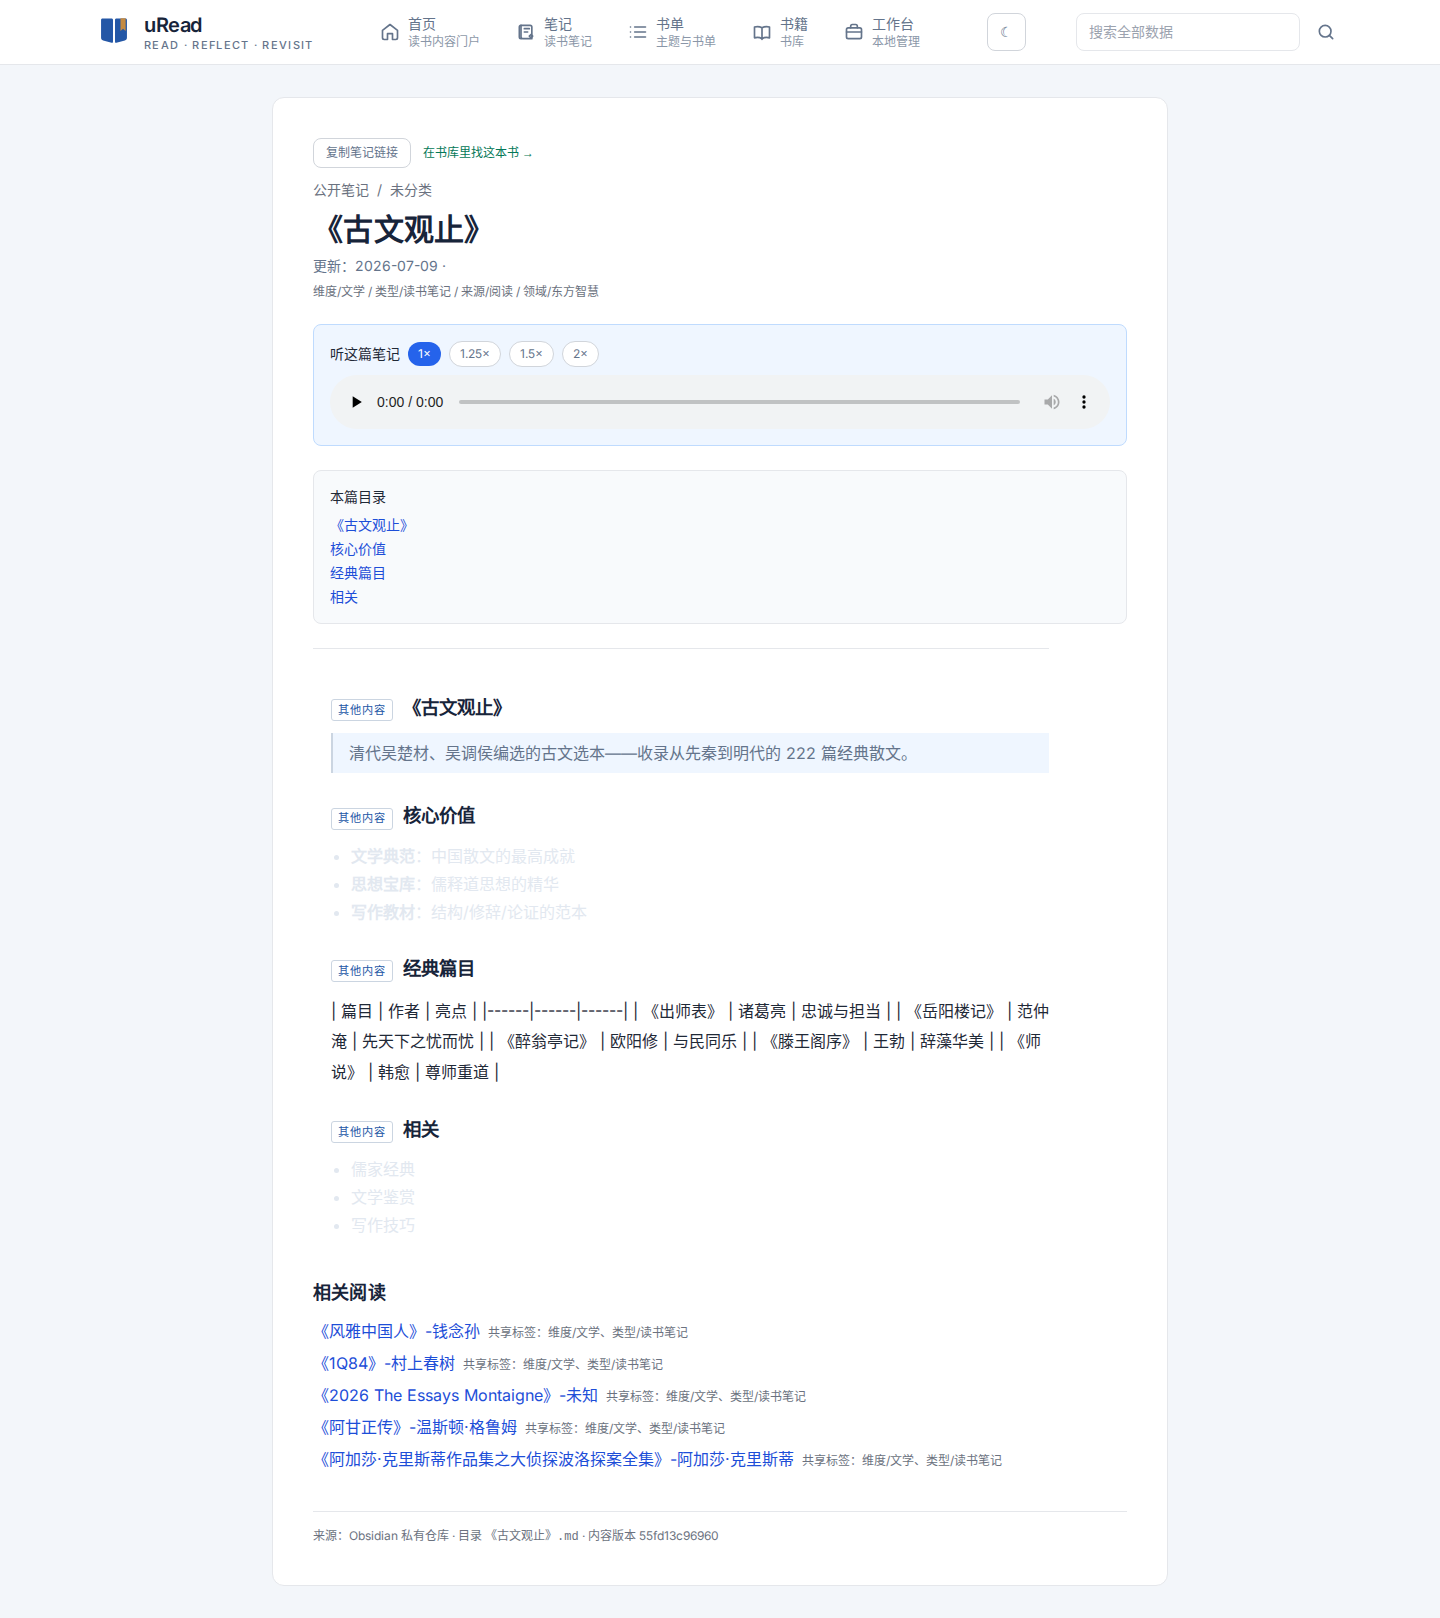 uRead
READ · REFLECT · REVISIT
首页
读书内容门户
笔记
读书笔记
书单
主题与书单
书籍
书库
工作台
本地管理
搜索全部数据
复制笔记链接 在书库里找这本书 →
公开笔记 / 未分类
《古文观止》
更新：2026-07-09 ·
维度/文学 / 类型/读书笔记 / 来源/阅读 / 领域/东方智慧
听这篇笔记 1× 1.25× 1.5× 2×
0:00 / 0:00
本篇目录
《古文观止》
核心价值
经典篇目
相关
其他内容 《古文观止》
清代吴楚材、吴调侯编选的古文选本——收录从先秦到明代的 222 篇经典散文。
其他内容 核心价值
• 文学典范：中国散文的最高成就
• 思想宝库：儒释道思想的精华
• 写作教材：结构/修辞/论证的范本
其他内容 经典篇目
| 篇目 | 作者 | 亮点 | |------|------|------| | 《出师表》 | 诸葛亮 | 忠诚与担当 | | 《岳阳楼记》 | 范仲
淹 | 先天下之忧而忧 | | 《醉翁亭记》 | 欧阳修 | 与民同乐 | | 《滕王阁序》 | 王勃 | 辞藻华美 | | 《师
说》 | 韩愈 | 尊师重道 |
其他内容 相关
• 儒家经典
• 文学鉴赏
• 写作技巧
相关阅读
《风雅中国人》-钱念孙 共享标签：维度/文学、类型/读书笔记
《1Q84》-村上春树 共享标签：维度/文学、类型/读书笔记
《2026 The Essays Montaigne》-未知 共享标签：维度/文学、类型/读书笔记
《阿甘正传》-温斯顿·格鲁姆 共享标签：维度/文学、类型/读书笔记
《阿加莎·克里斯蒂作品集之大侦探波洛探案全集》-阿加莎·克里斯蒂 共享标签：维度/文学、类型/读书笔记
来源：Obsidian 私有仓库 · 目录 《古文观止》.md · 内容版本 55fd13c96960